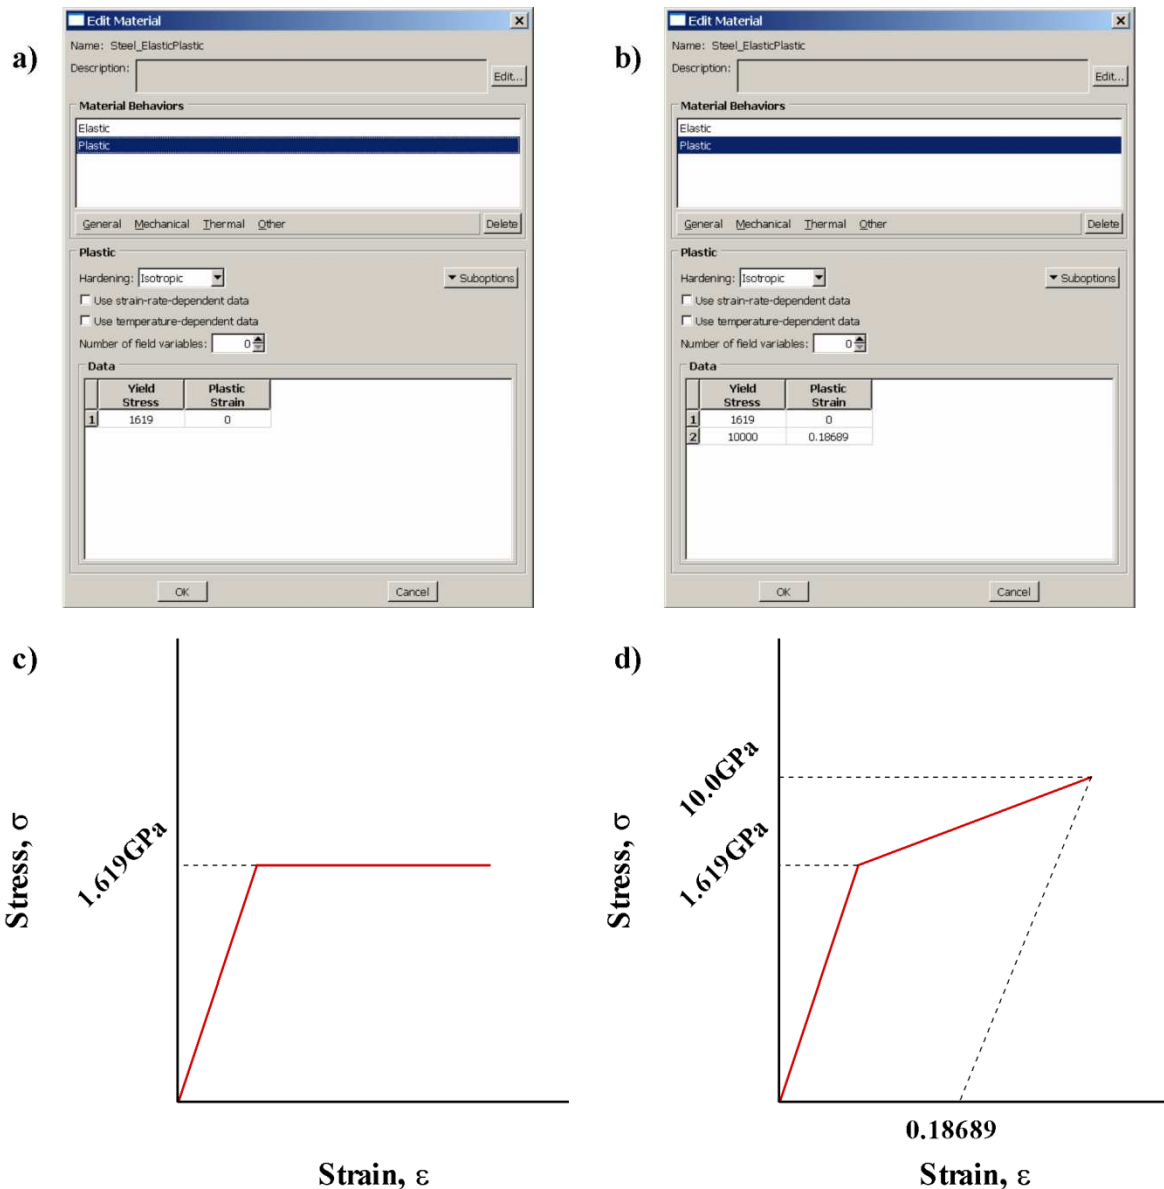 a)
Edit Material
Name: Steel_ElasticPlastic
Description:
Edit...
Material Behaviors
Elastic
Plastic
General Mechanical Thermal Other
Delete
Plastic
Hardening: Isotropic
Suboptions
Use strain-rate-dependent data
Use temperature-dependent data
Number of field variables: 0
Data
Yield Stress Plastic Strain
1 1619 0
OK Cancel
b)
Edit Material
Name: Steel_ElasticPlastic
Description:
Edit...
Material Behaviors
Elastic
Plastic
General Mechanical Thermal Other
Delete
Plastic
Hardening: Isotropic
Suboptions
Use strain-rate-dependent data
Use temperature-dependent data
Number of field variables: 0
Data
Yield Stress Plastic Strain
1 1619 0
2 10000 0.18689
OK Cancel
c)
Stress, σ
1.619GPa
Strain, ε
d)
Stress, σ
10.0GPa
1.619GPa
0.18689
Strain, ε